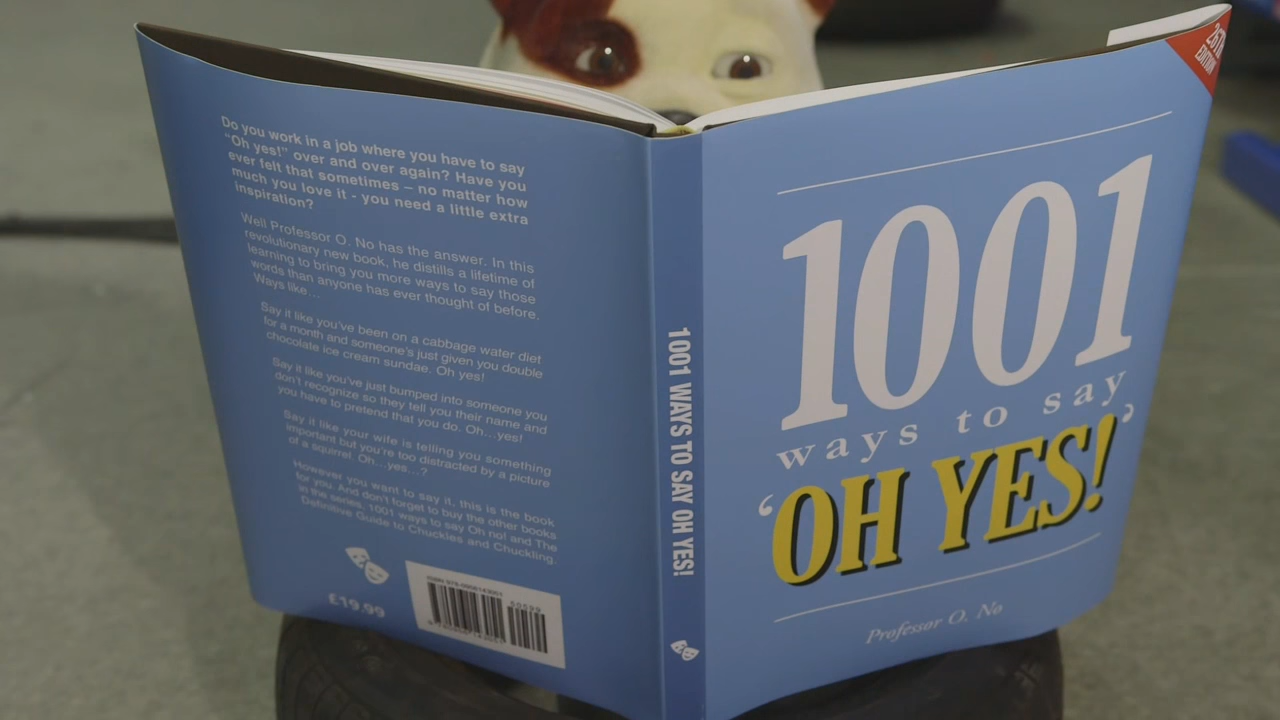 Do you work in a job where you have to say
"Oh yes!" over and over again? Have you
ever felt that sometimes – no matter how
much you love it - you need a little extra
inspiration?
Well Professor O. No has the answer. In this
revolutionary new book, he distills a lifetime of
learning to bring you more ways to say those
words than anyone has ever thought of before.
Ways like...
Say it like you've been on a cabbage water diet
for a month and someone's just given you double
chocolate ice cream sundae. Oh yes!
Say it like you've just bumped into someone you
don't recognize so they tell you their name and
you have to pretend that you do. Oh...yes!
Say it like your wife is telling you something
important but you're too distracted by a picture
of a squirrel. Oh...yes...?
However you want to say it, this is the book
for you. And don't forget to buy the other books
in the series, 1001 ways to say Oh no! and The
Definitive Guide to Chuckles and Chuckling.
£19.99
1001 WAYS TO SAY OH YES!
EDITION
1001
ways to say
'OH YES!'
Professor O. No